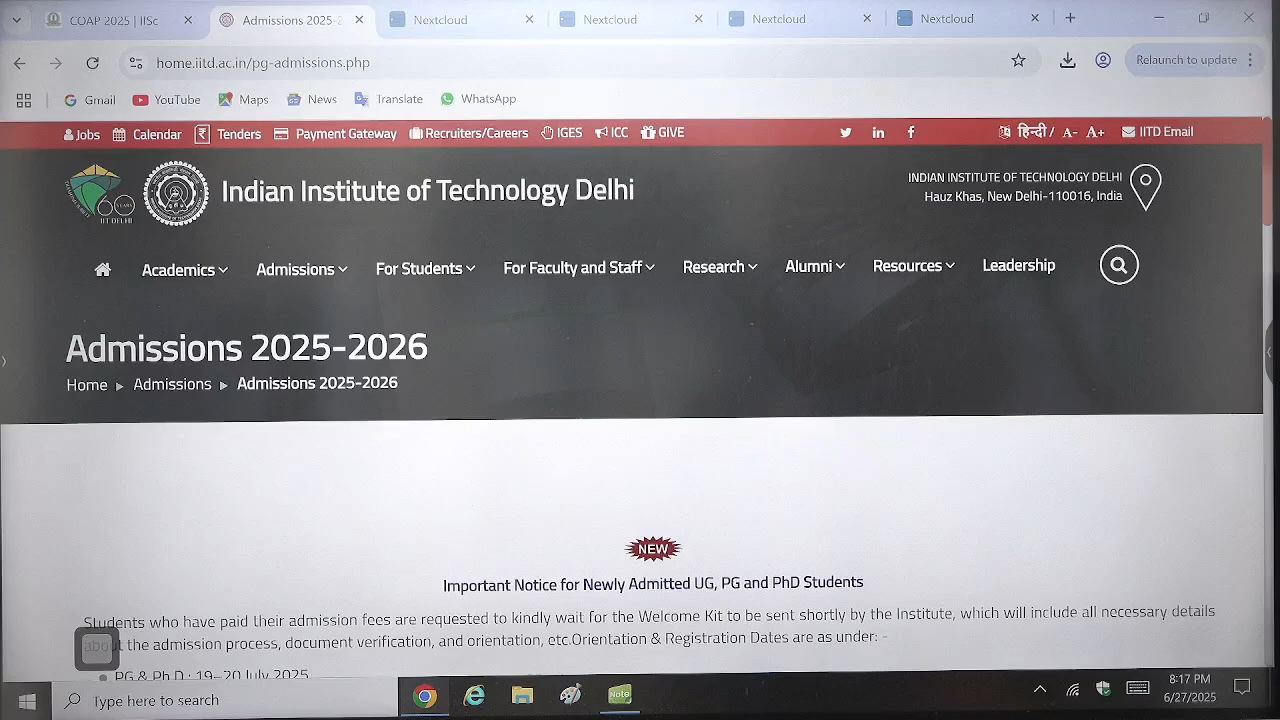 COAP 2025 | IISc
Admissions 2025-2
Nextcloud
Nextcloud
Nextcloud
Nextcloud
home.iitd.ac.in/pg-admissions.php
Relaunch to update
Gmail
YouTube
Maps
News
Translate
WhatsApp
Jobs Calendar Tenders Payment Gateway Recruiters/Careers IGES ICC GIVE
हिन्दी / A- A+ IITD Email
60 YEARS
IIT DELHI
Indian Institute of Technology Delhi
INDIAN INSTITUTE OF TECHNOLOGY DELHI
Hauz Khas, New Delhi-110016, India
Academics Admissions For Students For Faculty and Staff Research Alumni Resources Leadership
Admissions 2025-2026
Home ▸ Admissions ▸ Admissions 2025-2026
NEW
Important Notice for Newly Admitted UG, PG and PhD Students
Students who have paid their admission fees are requested to kindly wait for the Welcome Kit to be sent shortly by the Institute, which will include all necessary details
about the admission process, document verification, and orientation, etc.Orientation & Registration Dates are as under: -
PG & Ph.D.: 19–20 July 2025
Type here to search
Note
8:17 PM
6/27/2025